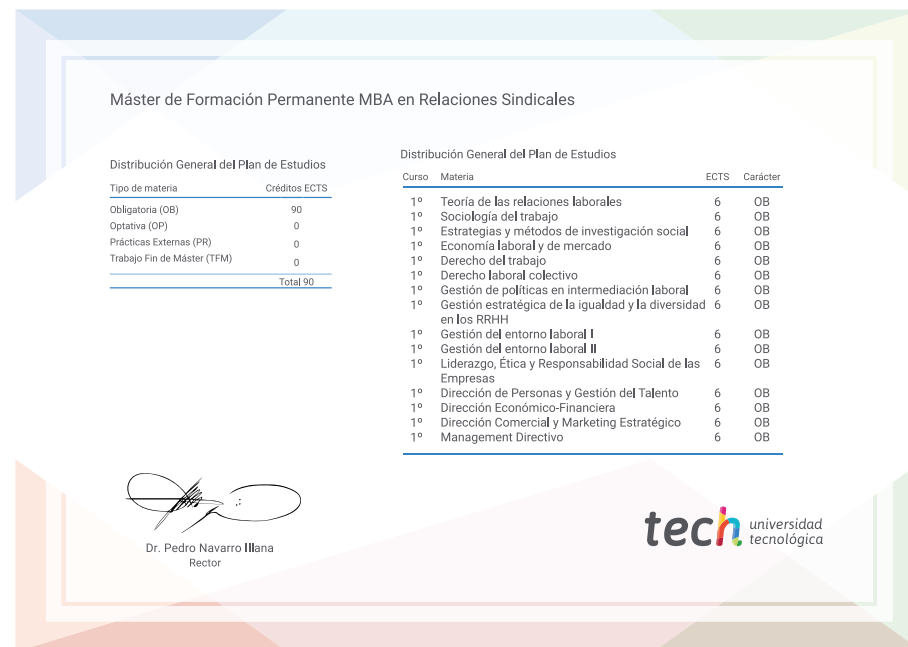 Máster de Formación Permanente MBA en Relaciones Sindicales
Distribución General del Plan de Estudios
Tipo de materia Créditos ECTS
Obligatoria (OB) 90
Optativa (OP) 0
Prácticas Externas (PR) 0
Trabajo Fin de Máster (TFM) 0
Total 90
Distribución General del Plan de Estudios
Curso Materia ECTS Carácter
1º Teoría de las relaciones laborales 6 OB
1º Sociología del trabajo 6 OB
1º Estrategias y métodos de investigación social 6 OB
1º Economía laboral y de mercado 6 OB
1º Derecho del trabajo 6 OB
1º Derecho laboral colectivo 6 OB
1º Gestión de políticas en intermediación laboral 6 OB
1º Gestión estratégica de la igualdad y la diversidad 6 OB
en los RRHH
1º Gestión del entorno laboral I 6 OB
1º Gestión del entorno laboral II 6 OB
1º Liderazgo, Ética y Responsabilidad Social de las 6 OB
Empresas
1º Dirección de Personas y Gestión del Talento 6 OB
1º Dirección Económico-Financiera 6 OB
1º Dirección Comercial y Marketing Estratégico 6 OB
1º Management Directivo 6 OB
Dr. Pedro Navarro Illana
Rector
tech universidad
tecnológica